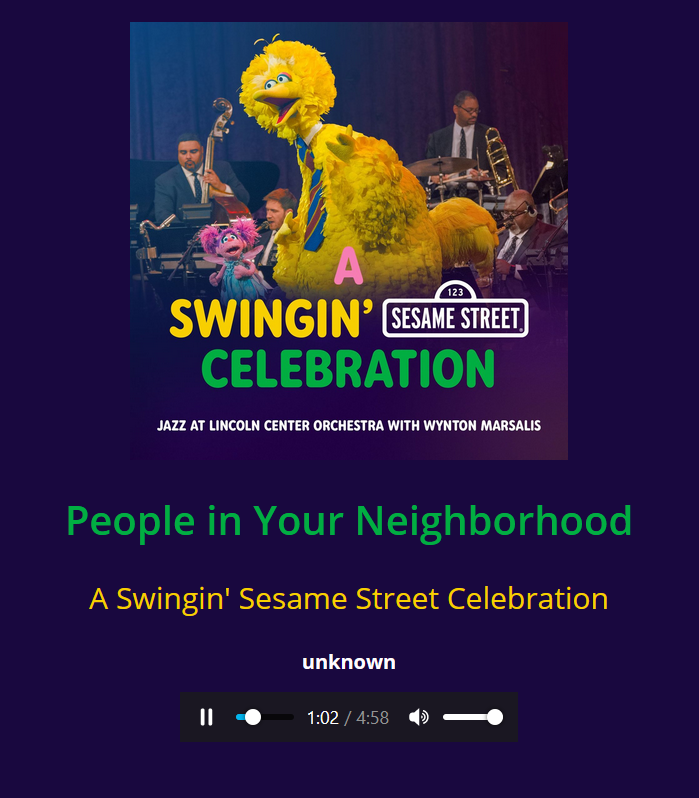 A
SWINGIN’ 123 SESAME STREET®
CELEBRATION
JAZZ AT LINCOLN CENTER ORCHESTRA WITH WYNTON MARSALIS
People in Your Neighborhood
A Swingin' Sesame Street Celebration
unknown
1:02 / 4:58